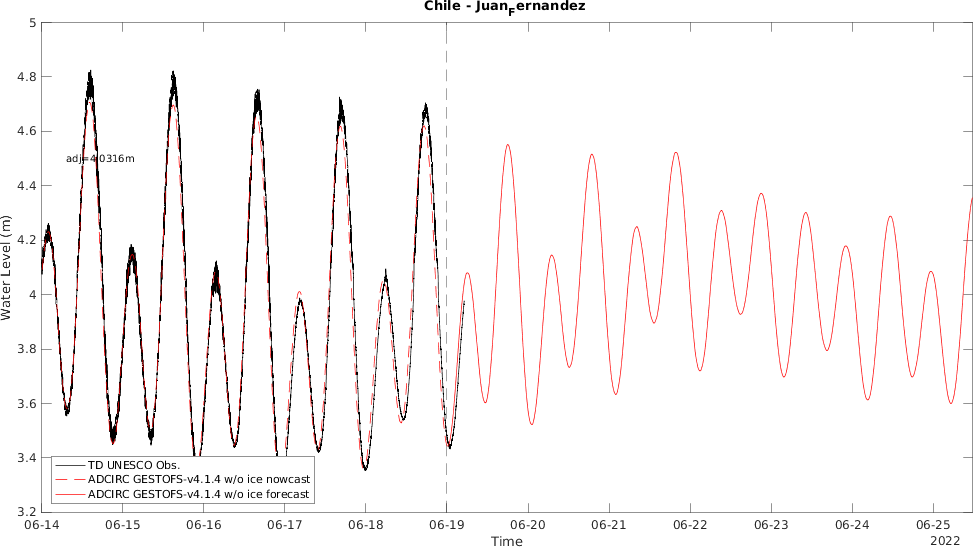 Chile - JuanFernandez
5
4.8
4.6
4.4
4.2
4
3.8
3.6
3.4
3.2
Water Level (m)
adj=4.0316m
TD UNESCO Obs.
ADCIRC GESTOFS-v4.1.4 w/o ice nowcast
ADCIRC GESTOFS-v4.1.4 w/o ice forecast
06-14 06-15 06-16 06-17 06-18 06-19 06-20 06-21 06-22 06-23 06-24 06-25
Time
2022